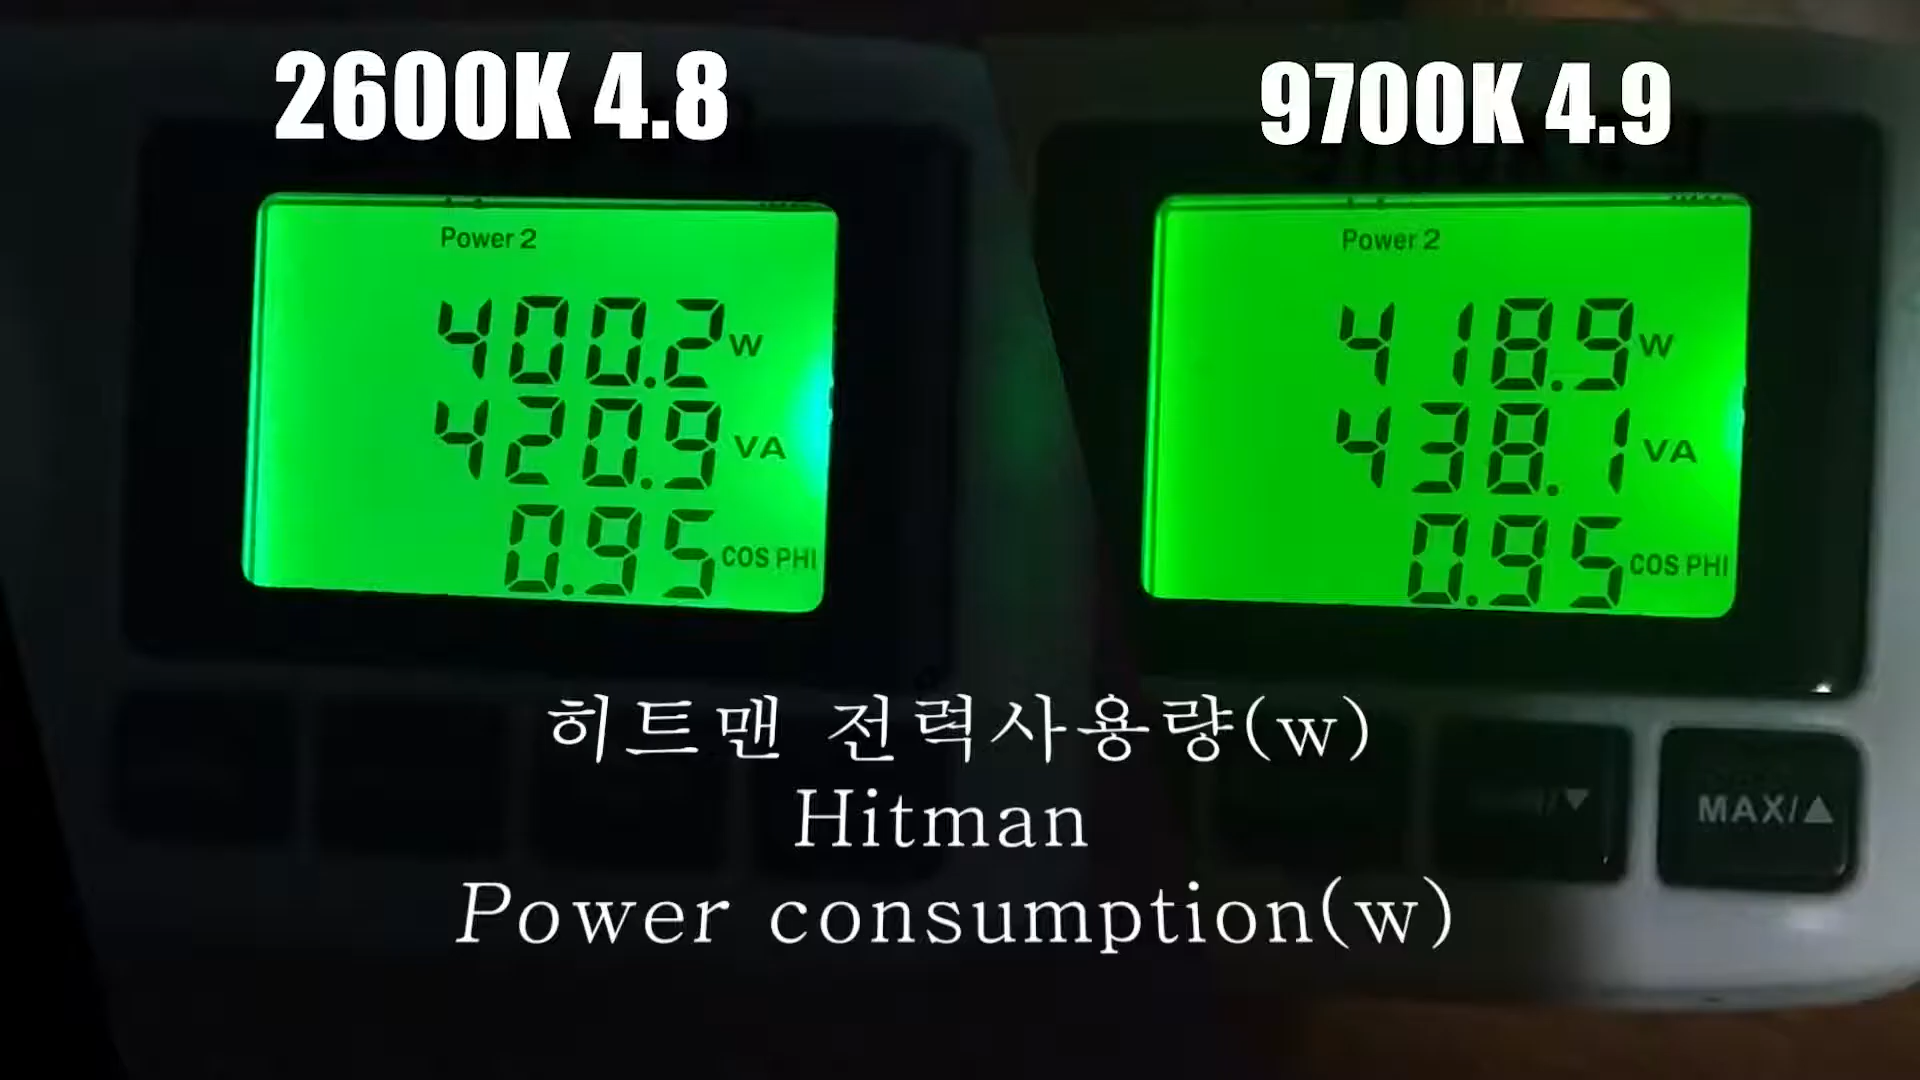 2600K 4.8
Power 2
400.2 W
420.9 VA
0.95 COS PHI
9700K 4.9
Power 2
418.9 W
438.1 VA
0.95 COS PHI
히트맨 전력사용량(w)
Hitman
Power consumption(w)
MAX/▲